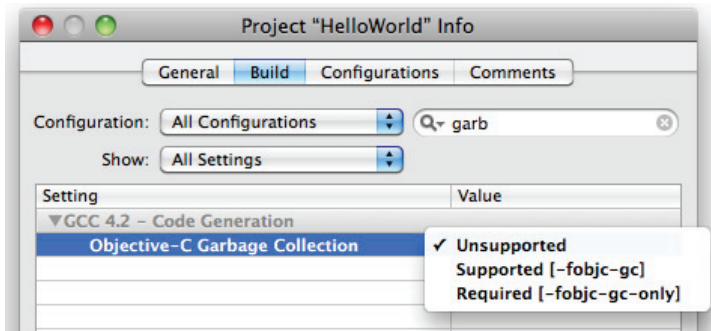 Project “HelloWorld” Info
General Build Configurations Comments
Configuration: All Configurations garb
Show: All Settings
Setting Value
▼GCC 4.2 – Code Generation
Objective-C Garbage Collection ✓ Unsupported
Supported [-fobjc-gc]
Required [-fobjc-gc-only]